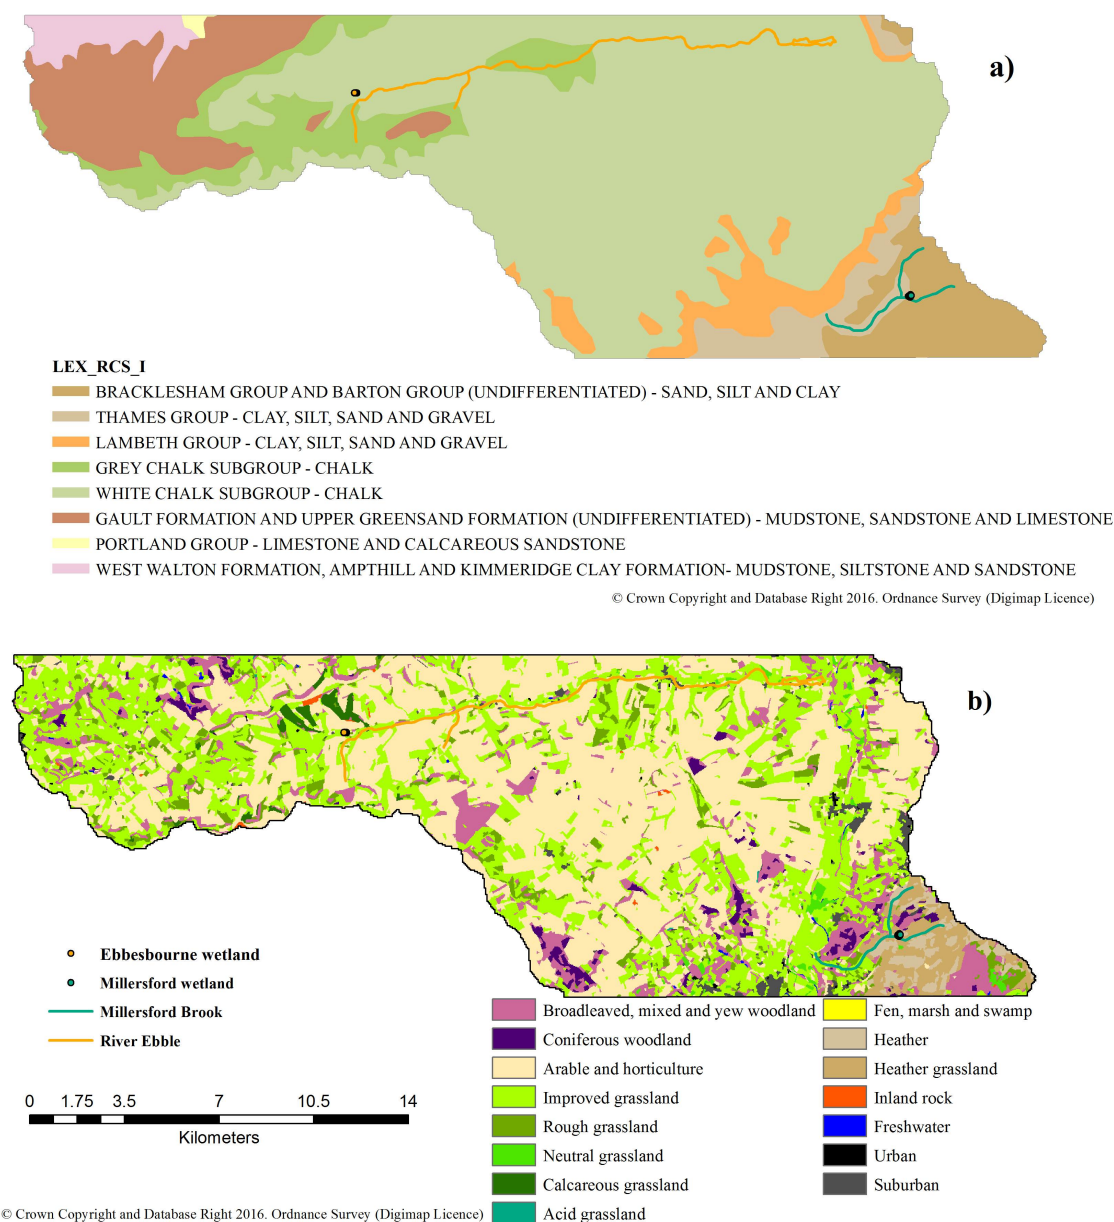 a)
LEX_RCS_I
BRACKLESHAM GROUP AND BARTON GROUP (UNDIFFERENTIATED) - SAND, SILT AND CLAY
THAMES GROUP - CLAY, SILT, SAND AND GRAVEL
LAMBETH GROUP - CLAY, SILT, SAND AND GRAVEL
GREY CHALK SUBGROUP - CHALK
WHITE CHALK SUBGROUP - CHALK
GAULT FORMATION AND UPPER GREENSAND FORMATION (UNDIFFERENTIATED) - MUDSTONE, SANDSTONE AND LIMESTONE
PORTLAND GROUP - LIMESTONE AND CALCAREOUS SANDSTONE
WEST WALTON FORMATION, AMPTHILL AND KIMMERIDGE CLAY FORMATION- MUDSTONE, SILTSTONE AND SANDSTONE
© Crown Copyright and Database Right 2016. Ordnance Survey (Digimap Licence)
b)
Ebbesbourne wetland
Millersford wetland
Millersford Brook
River Ebble
0 1.75 3.5 7 10.5 14
Kilometers
Broadleaved, mixed and yew woodland
Coniferous woodland
Arable and horticulture
Improved grassland
Rough grassland
Neutral grassland
Calcareous grassland
Acid grassland
Fen, marsh and swamp
Heather
Heather grassland
Inland rock
Freshwater
Urban
Suburban
© Crown Copyright and Database Right 2016. Ordnance Survey (Digimap Licence)